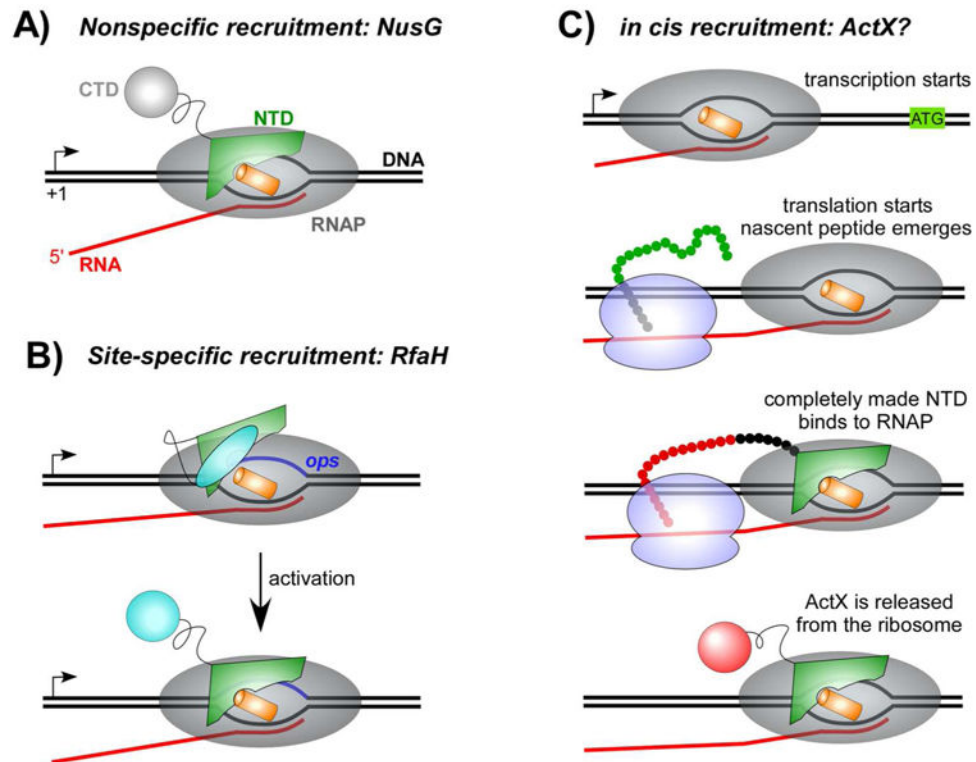 A) Nonspecific recruitment: NusG
CTD
NTD
DNA
+1
RNAP
5'
RNA
B) Site-specific recruitment: RfaH
ops
activation
C) in cis recruitment: ActX?
transcription starts
ATG
translation starts
nascent peptide emerges
completely made NTD
binds to RNAP
ActX is released
from the ribosome